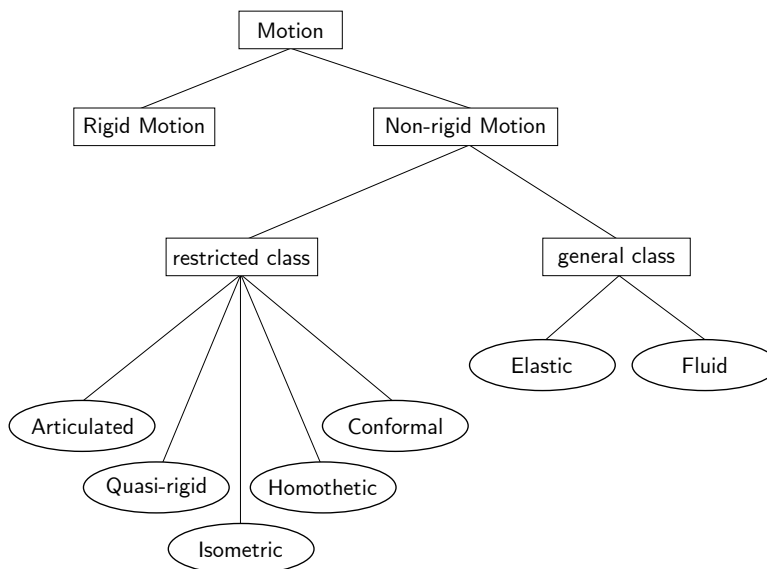 Motion
Rigid Motion
Non-rigid Motion
restricted class
general class
Elastic
Fluid
Articulated
Conformal
Quasi-rigid
Homothetic
Isometric